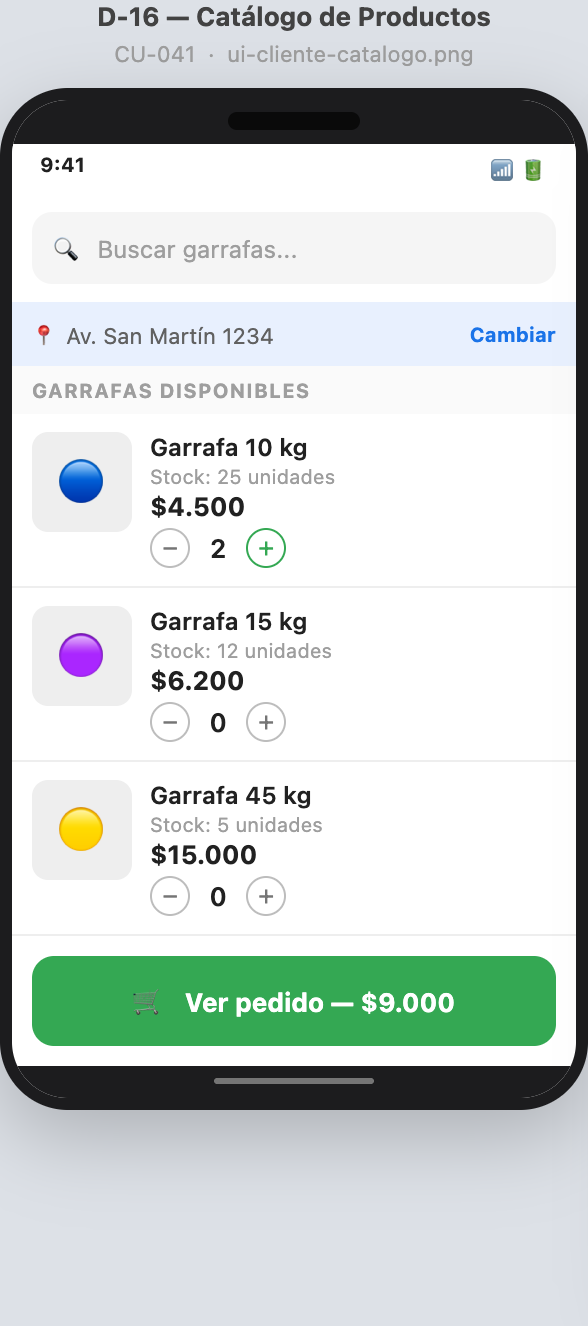 D-16 — Catálogo de Productos
CU-041 · ui-cliente-catalogo.png
9:41
Buscar garrafas...
Av. San Martín 1234 Cambiar
GARRAFAS DISPONIBLES
Garrafa 10 kg
Stock: 25 unidades
$4.500
− 2 +
Garrafa 15 kg
Stock: 12 unidades
$6.200
− 0 +
Garrafa 45 kg
Stock: 5 unidades
$15.000
− 0 +
Ver pedido — $9.000